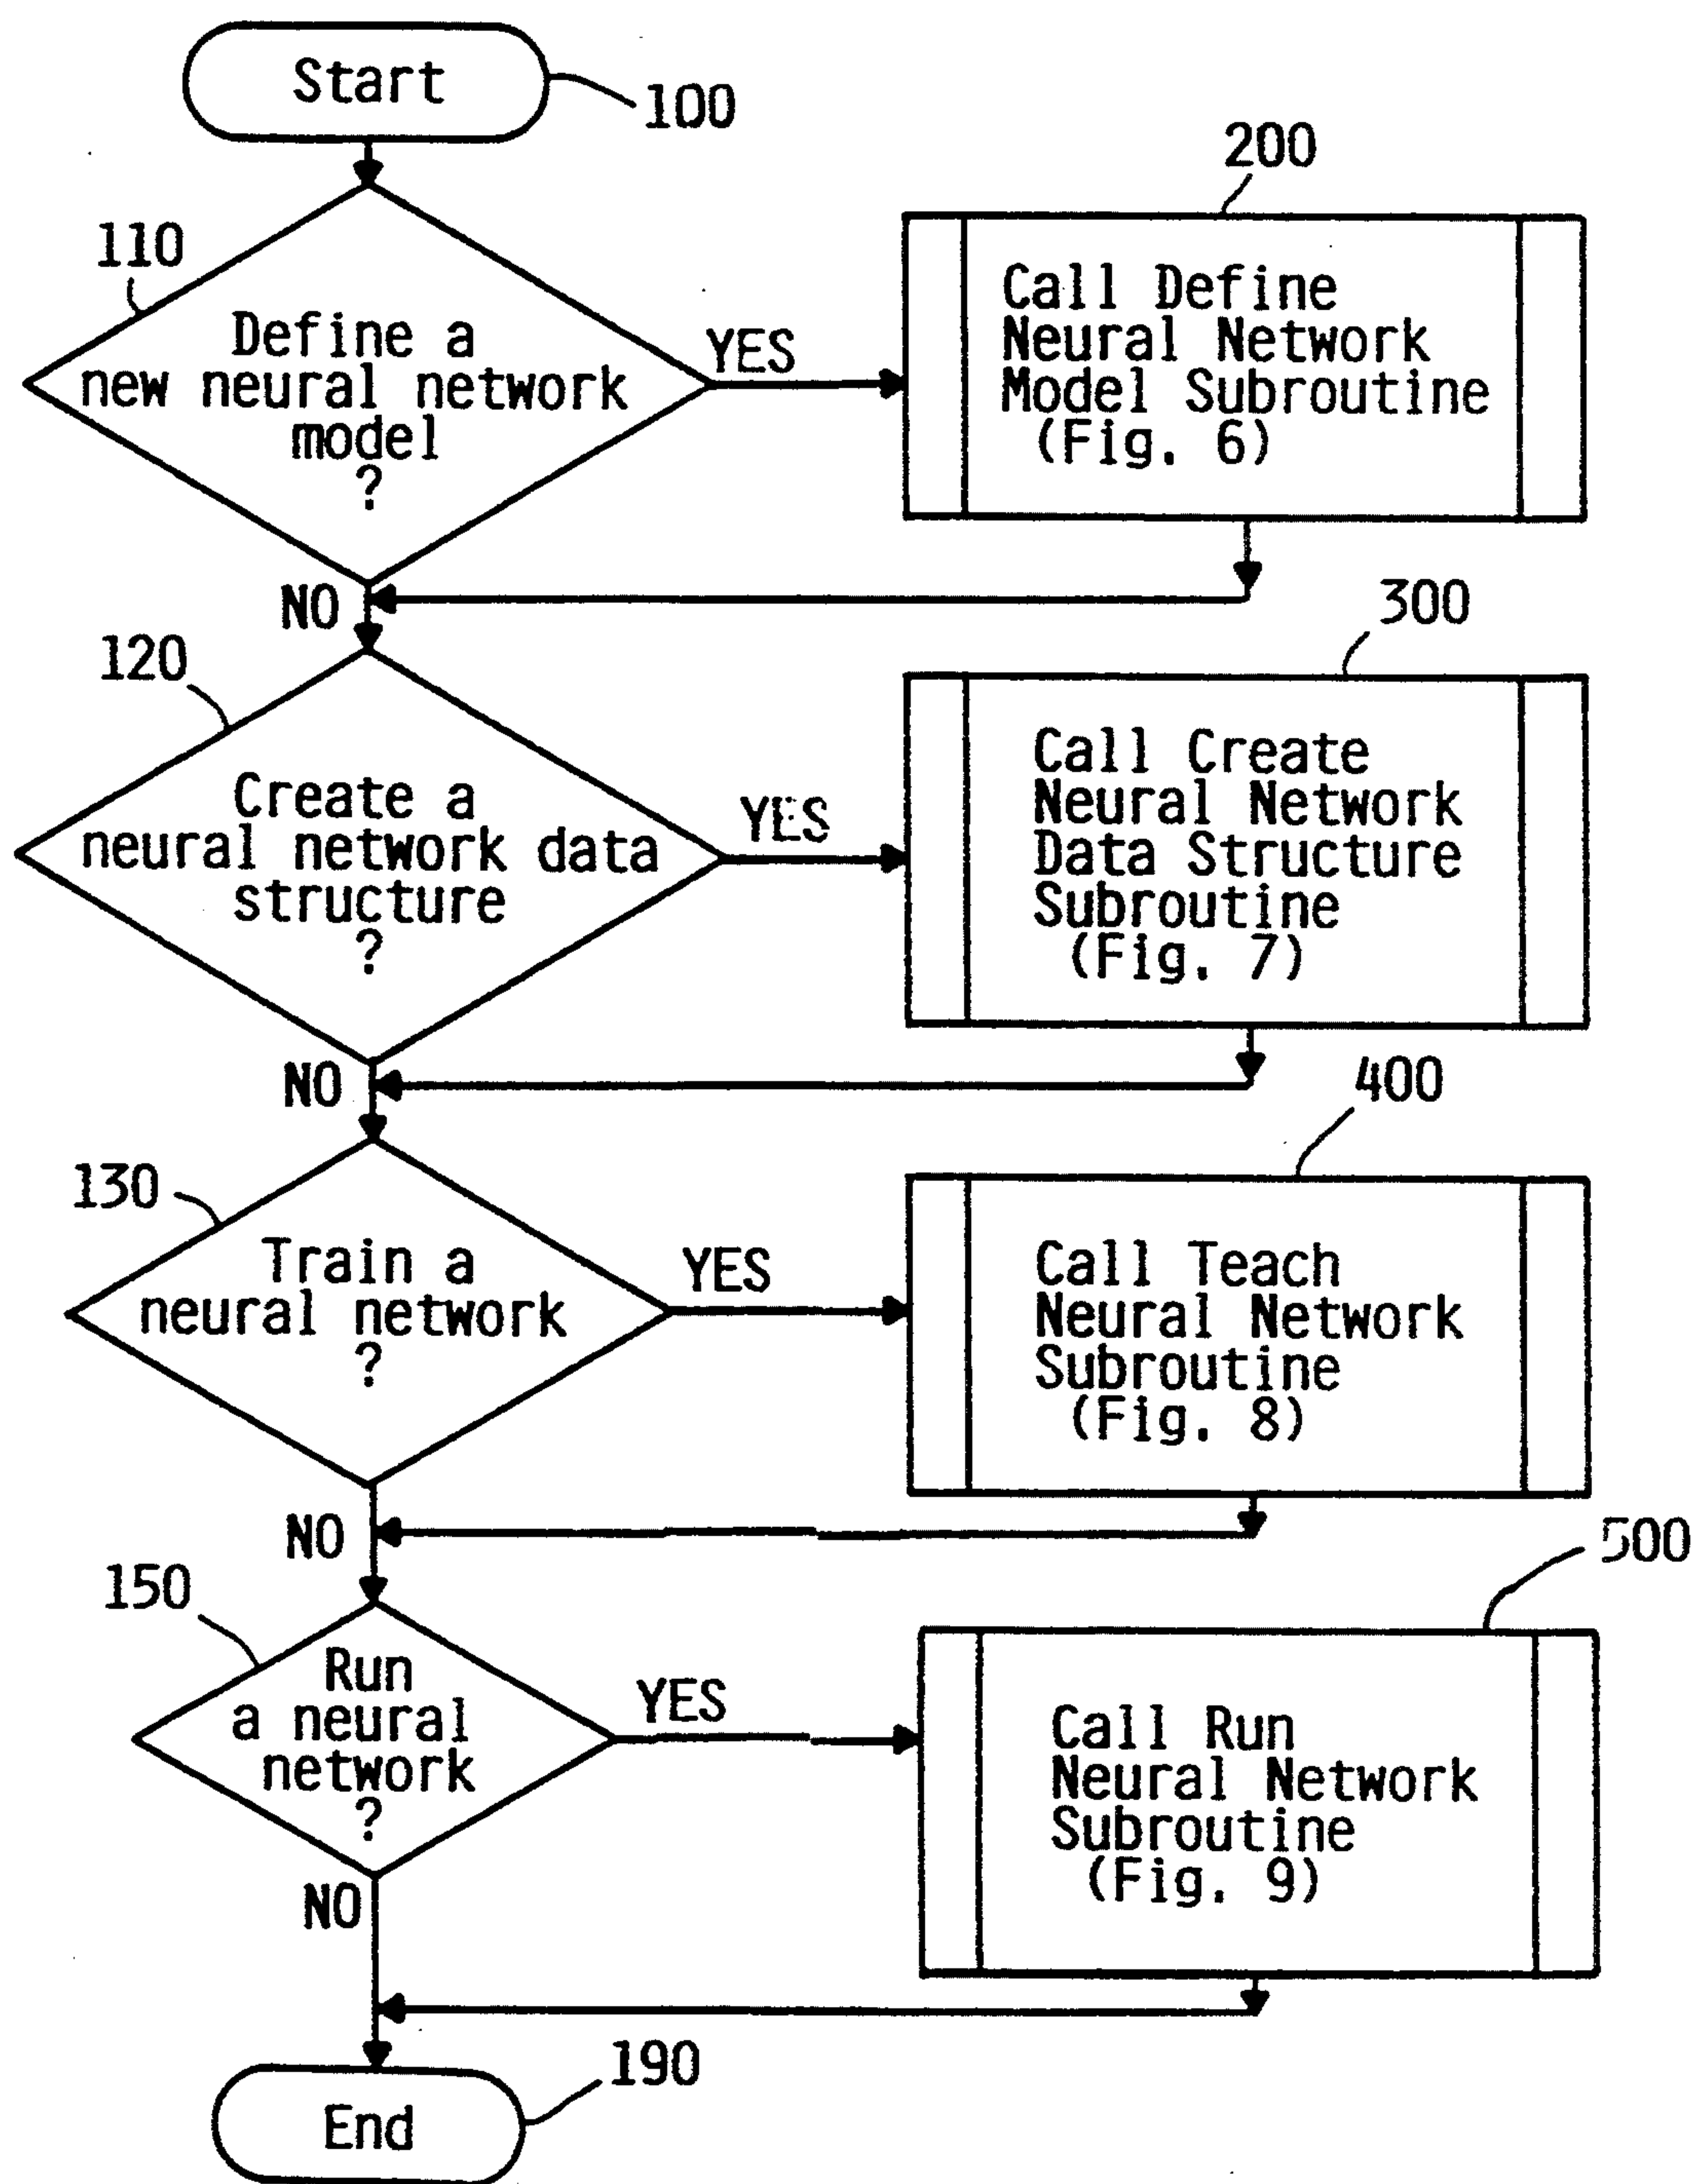 Start
100
110
Define a
new neural network
model
?
YES
200
Call Define
Neural Network
Model Subroutine
(Fig. 6)
NO
120
Create a
neural network data
structure
?
YES
300
Call Create
Neural Network
Data Structure
Subroutine
(Fig. 7)
NO
130
Train a
neural network
?
YES
400
Call Teach
Neural Network
Subroutine
(Fig. 8)
NO
150
Run
a neural
network
?
YES
500
Call Run
Neural Network
Subroutine
(Fig. 9)
NO
190
End